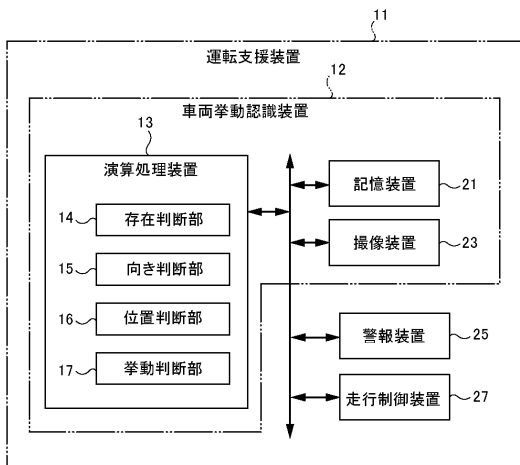 11
運転支援装置
12
車両挙動認識装置
13
演算処理装置
14 存在判断部
15 向き判断部
16 位置判断部
17 挙動判断部
記憶装置 21
撮像装置 23
警報装置 25
走行制御装置 27